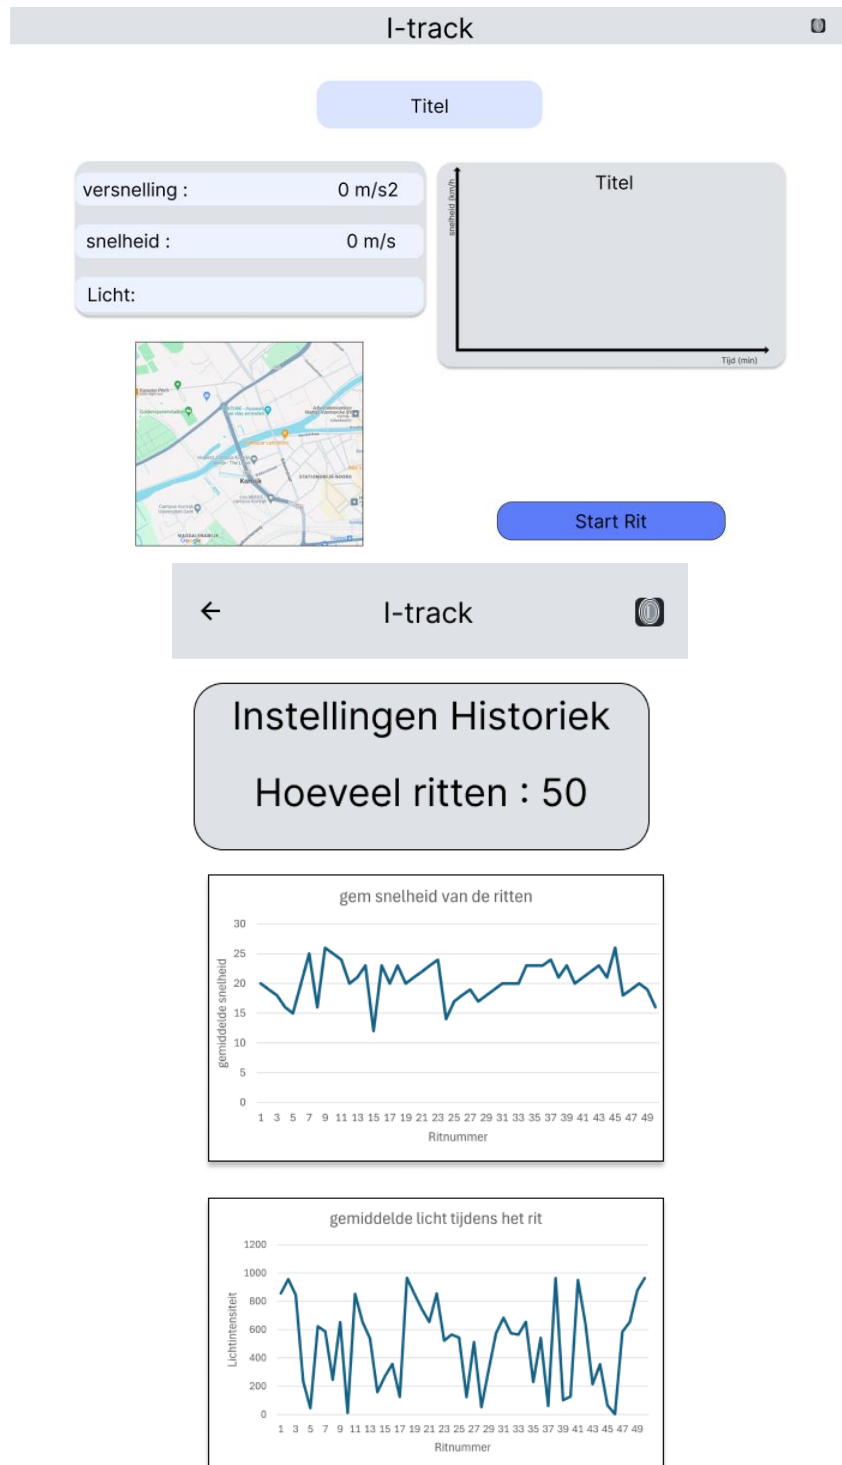 I-track
Titel
versnelling : 0 m/s2
snelheid : 0 m/s
Licht:
Titel
snelheid (km/h
Tijd (min)
Kortrijk
STATIONSWIJK-NOORD
MAGDALENAWIJK
Google
Start Rit
I-track
Instellingen Historiek
Hoeveel ritten : 50
gem snelheid van de ritten
30
25
20
15
10
5
0
gemiddelde snelheid
1 3 5 7 9 11 13 15 17 19 21 23 25 27 29 31 33 35 37 39 41 43 45 47 49
Ritnummer
gemiddelde licht tijdens het rit
1200
1000
800
600
400
200
0
Lichtintensiteit
1 3 5 7 9 11 13 15 17 19 21 23 25 27 29 31 33 35 37 39 41 43 45 47 49
Ritnummer